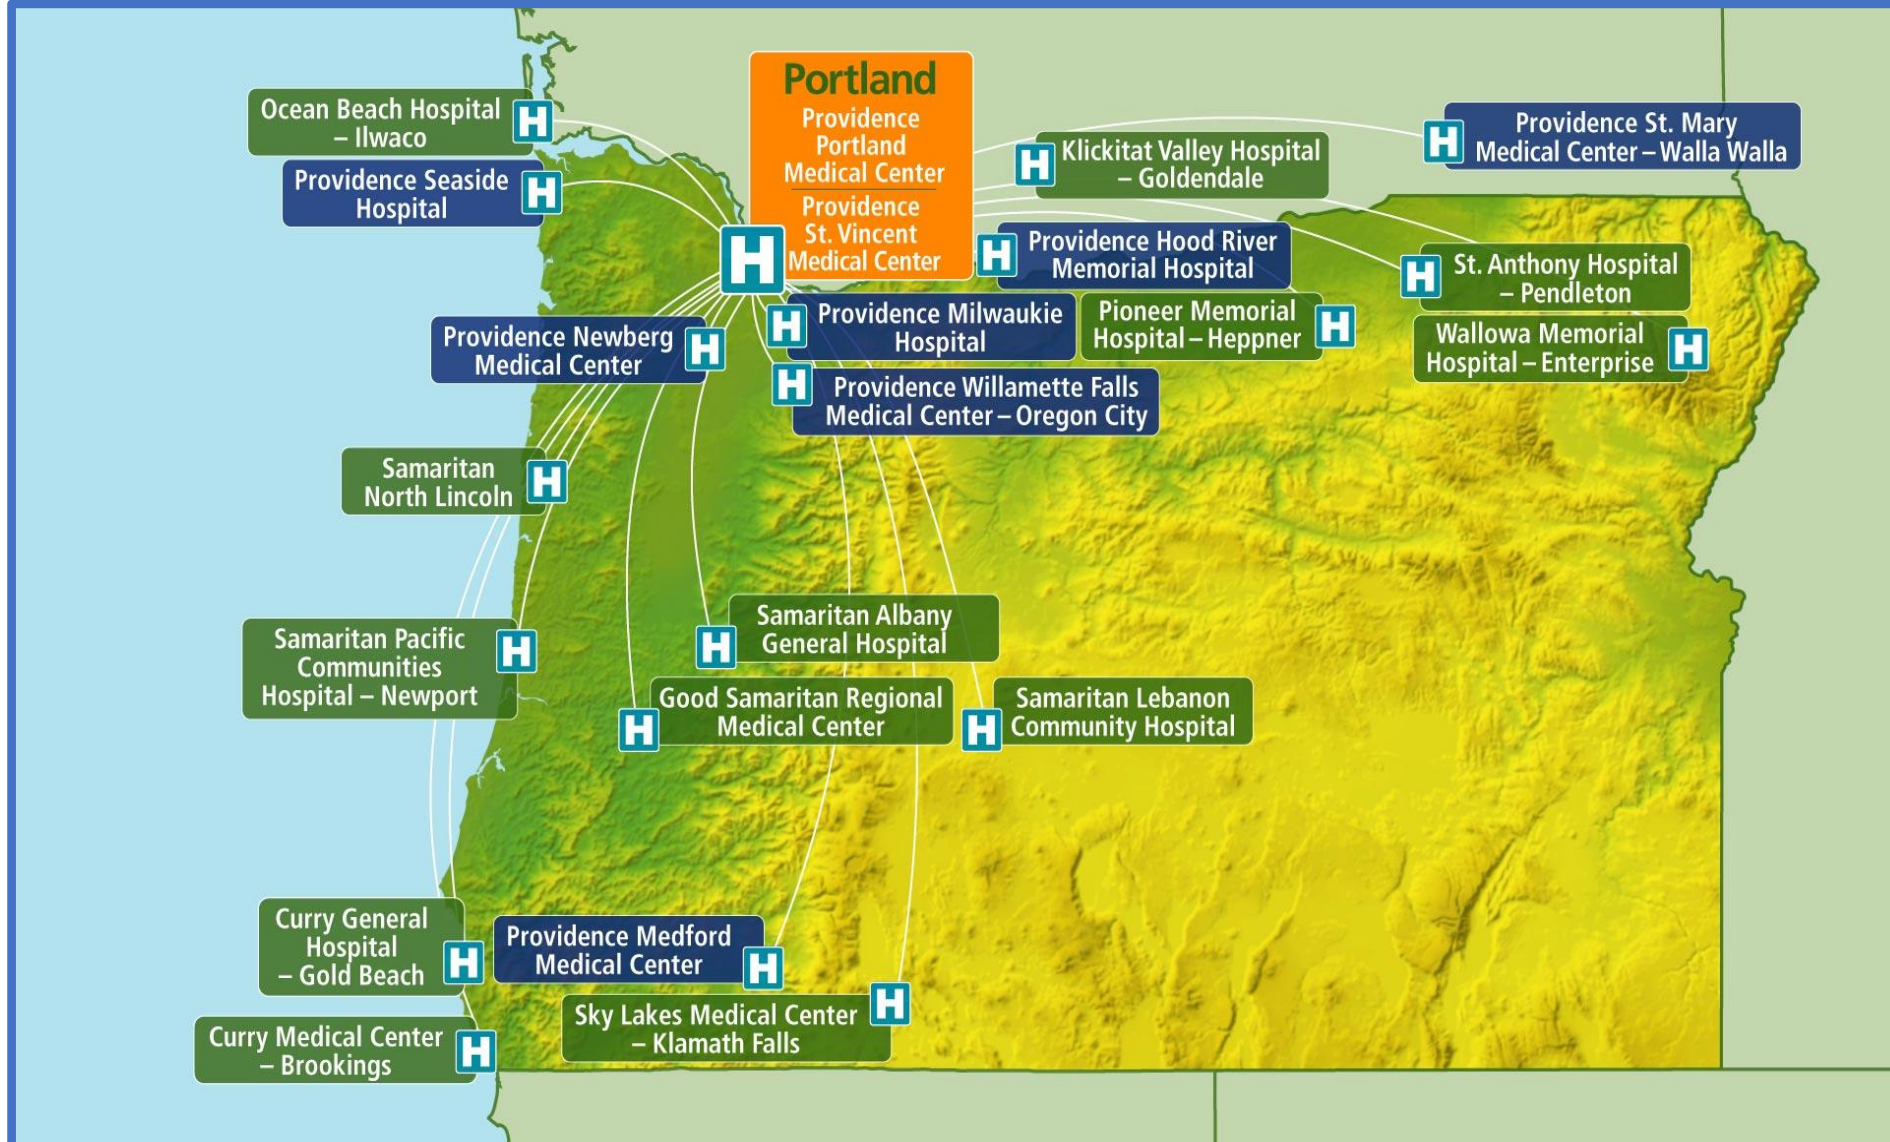 Portland
Providence
Portland
Medical Center
Providence
St. Vincent
Medical Center
Ocean Beach Hospital
– Ilwaco
H
Providence Seaside
Hospital
H
H
H
Klickitat Valley Hospital
– Goldendale
H
Providence St. Mary
Medical Center – Walla Walla
H
Providence Hood River
Memorial Hospital
H
St. Anthony Hospital
– Pendleton
Providence Newberg
Medical Center
H
H
Providence Milwaukie
Hospital
Pioneer Memorial
Hospital – Heppner
H
Wallowa Memorial
Hospital – Enterprise
H
H
Providence Willamette Falls
Medical Center – Oregon City
Samaritan
North Lincoln
H
Samaritan Pacific
Communities
Hospital – Newport
H
H
Samaritan Albany
General Hospital
H
Good Samaritan Regional
Medical Center
H
Samaritan Lebanon
Community Hospital
Curry General
Hospital
– Gold Beach
H
Providence Medford
Medical Center
H
Sky Lakes Medical Center
– Klamath Falls
H
Curry Medical Center
– Brookings
H